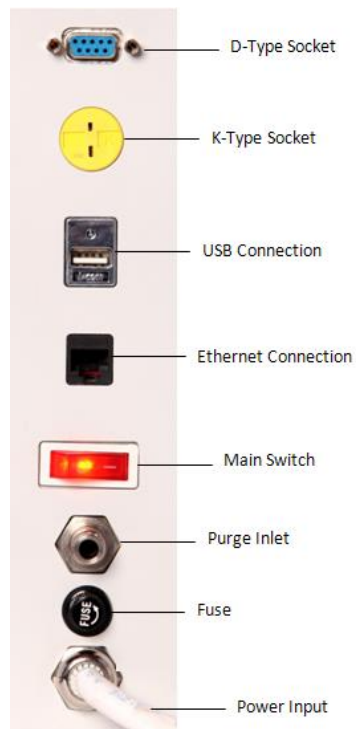 D-Type Socket
K-Type Socket
USB Connection
Ethernet Connection
Main Switch
Purge Inlet
Fuse
FUSE
Power Input